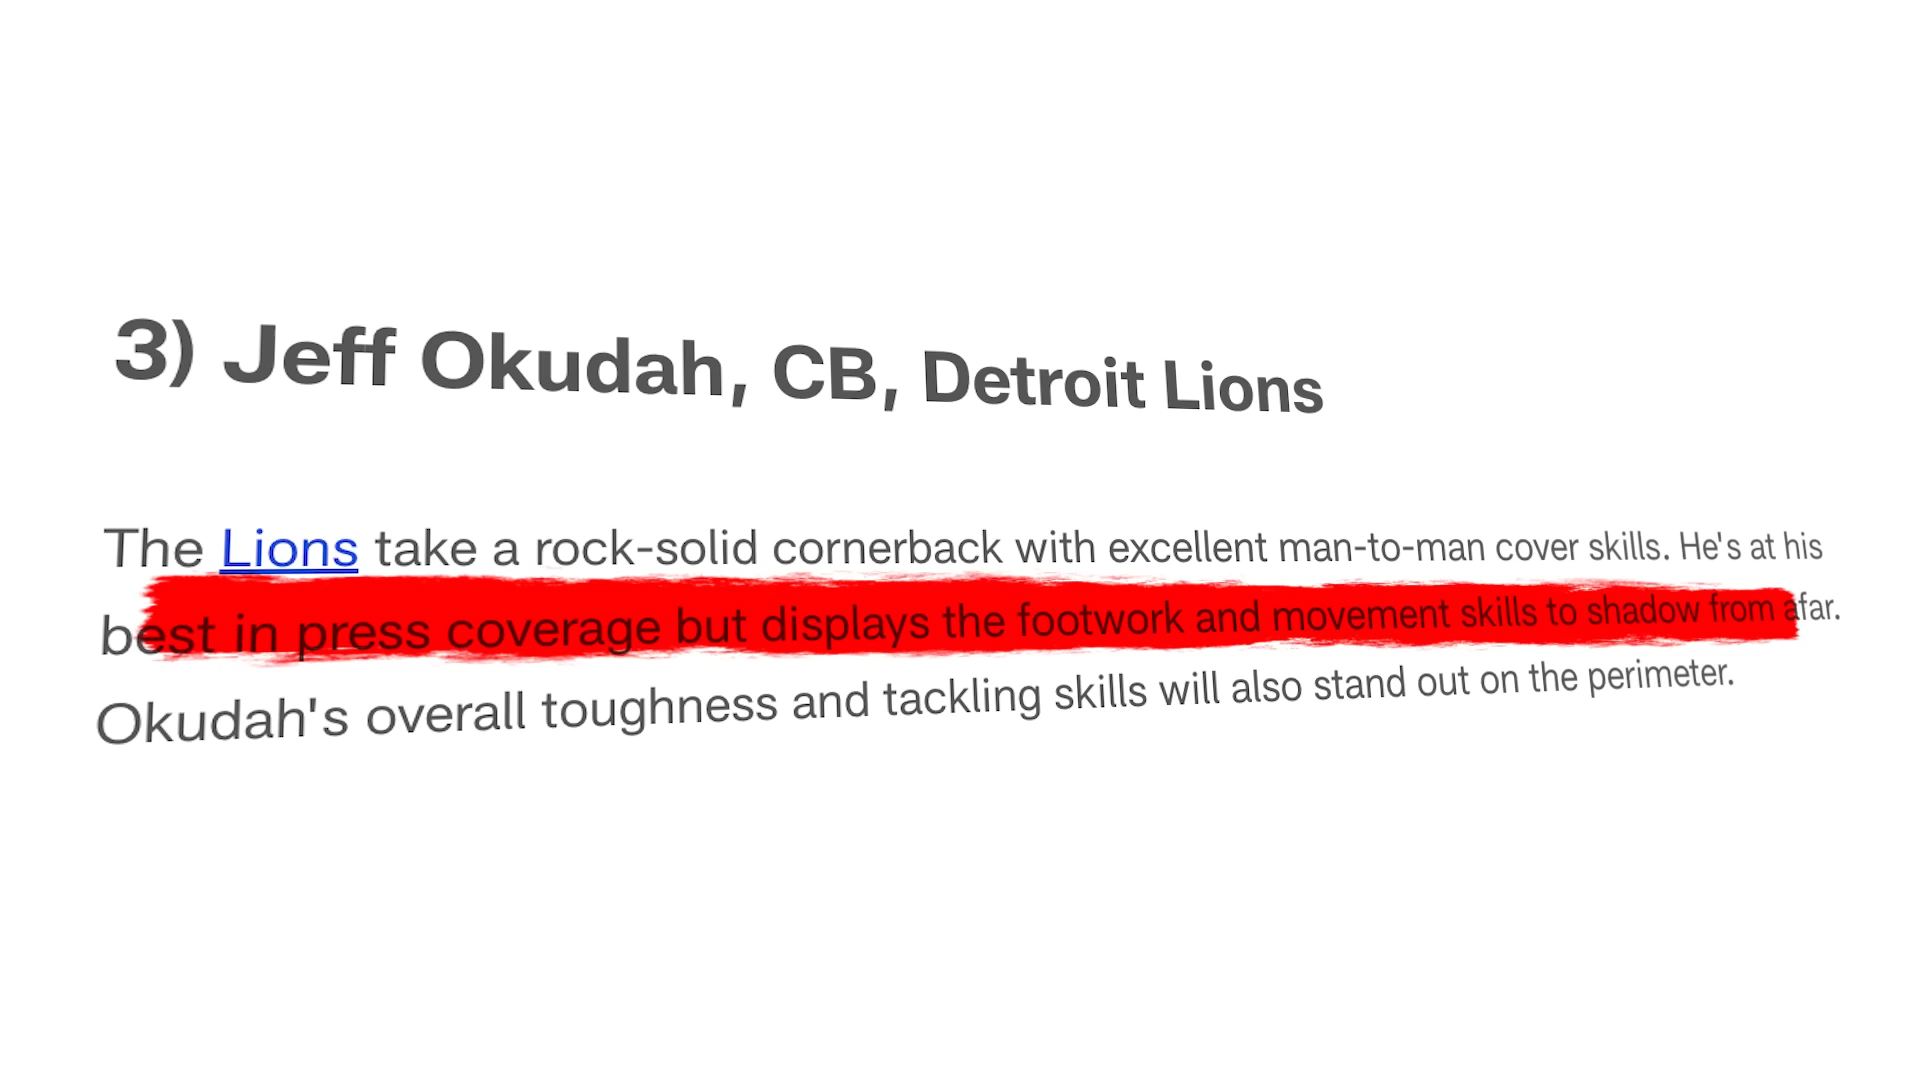 3) Jeff Okudah, CB, Detroit Lions
The Lions take a rock-solid cornerback with excellent man-to-man cover skills. He's at his
best in press coverage but displays the footwork and movement skills to shadow from afar.
Okudah's overall toughness and tackling skills will also stand out on the perimeter.